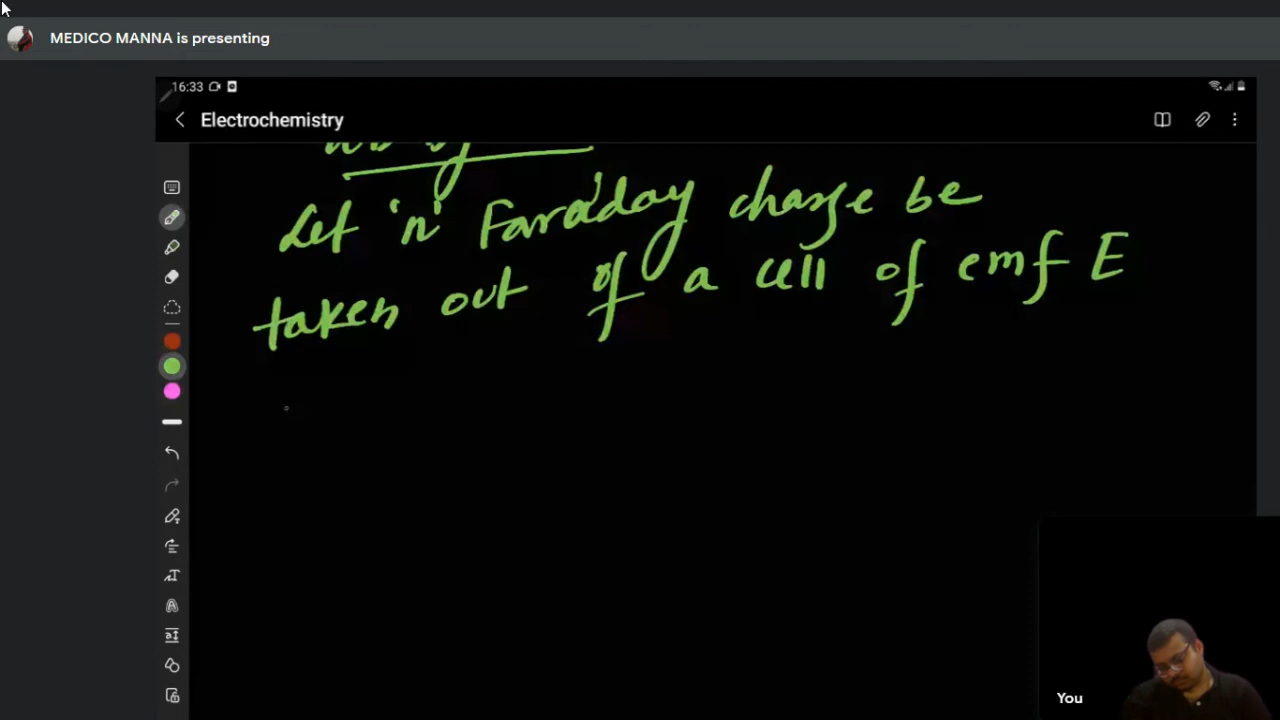 MEDICO MANNA is presenting
16:33
Electrochemistry
Let 'n' Faraday charge be
taken out of a cell of emf E
You